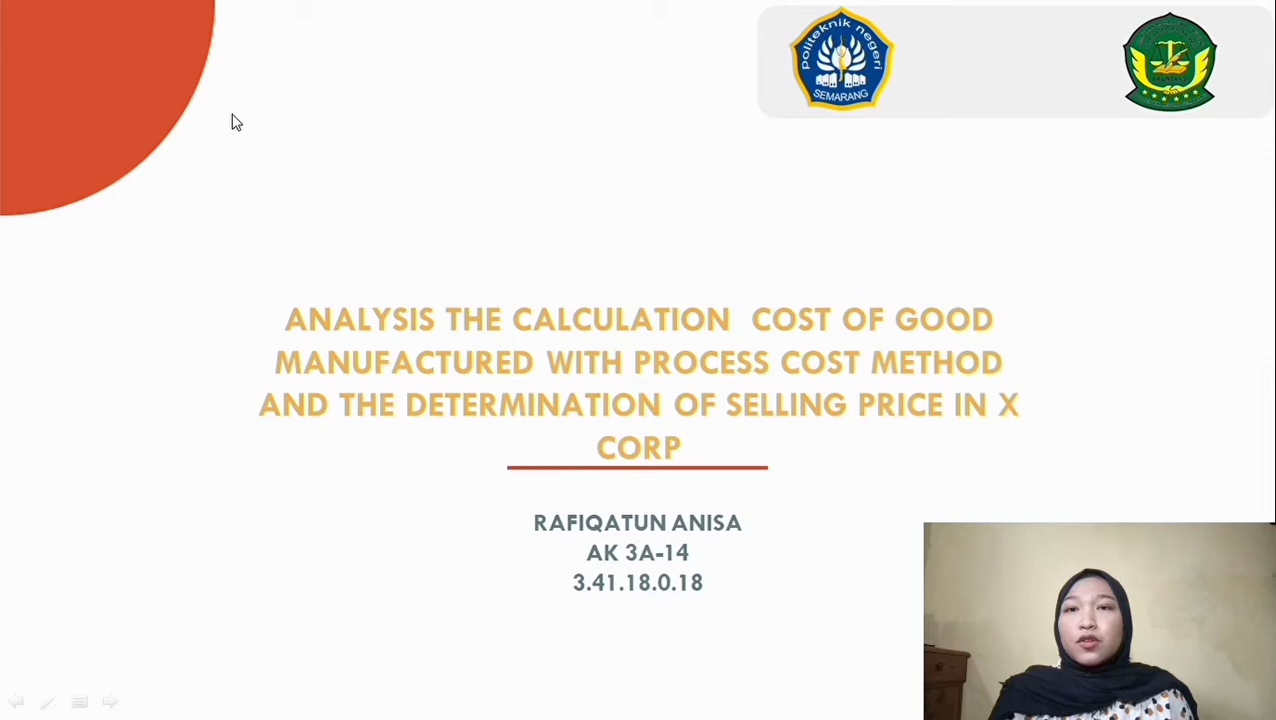 politeknik negeri
SEMARANG
AKUNTANSI
ANALYSIS THE CALCULATION COST OF GOOD
MANUFACTURED WITH PROCESS COST METHOD
AND THE DETERMINATION OF SELLING PRICE IN X
CORP
RAFIQATUN ANISA
AK 3A-14
3.41.18.0.18